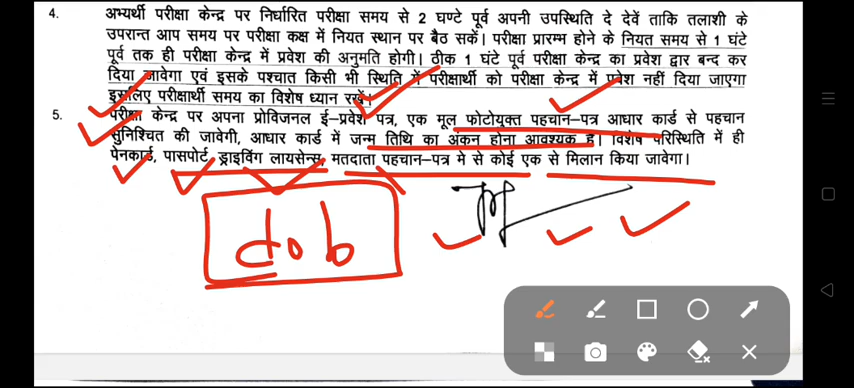 4. अभ्यर्थी परीक्षा केन्द्र पर निर्धारित परीक्षा समय से 2 घण्टे पूर्व अपनी उपस्थिति दे देवें ताकि तलाशी के
उपरान्त आप समय पर परीक्षा कक्ष में नियत स्थान पर बैठ सकें। परीक्षा प्रारम्भ होने के नियत समय से 1 घंटे
पूर्व तक ही परीक्षा केन्द्र में प्रवेश की अनुमति होगी। ठीक 1 घंटे पूर्व परीक्षा केन्द्र का प्रवेश द्वार बन्द कर
दिया जावेगा एवं इसके पश्चात किसी भी स्थिति में परीक्षार्थी को परीक्षा केन्द्र में प्रवेश नहीं दिया जाएगा
इसलिए परीक्षार्थी समय का विशेष ध्यान रखें।
5. परीक्षा केन्द्र पर अपना प्रोविजनल ई-प्रवेश पत्र, एक मूल फोटोयुक्त पहचान-पत्र आधार कार्ड से पहचान
सुनिश्चित की जावेगी, आधार कार्ड में जन्म तिथि का अंकन होना आवश्यक है। विशेष परिस्थिति में ही
पेनकार्ड, पासपोर्ट, ड्राइविंग लायसेन्स, मतदाता पहचान-पत्र मे से कोई एक से मिलान किया जावेगा।
dob